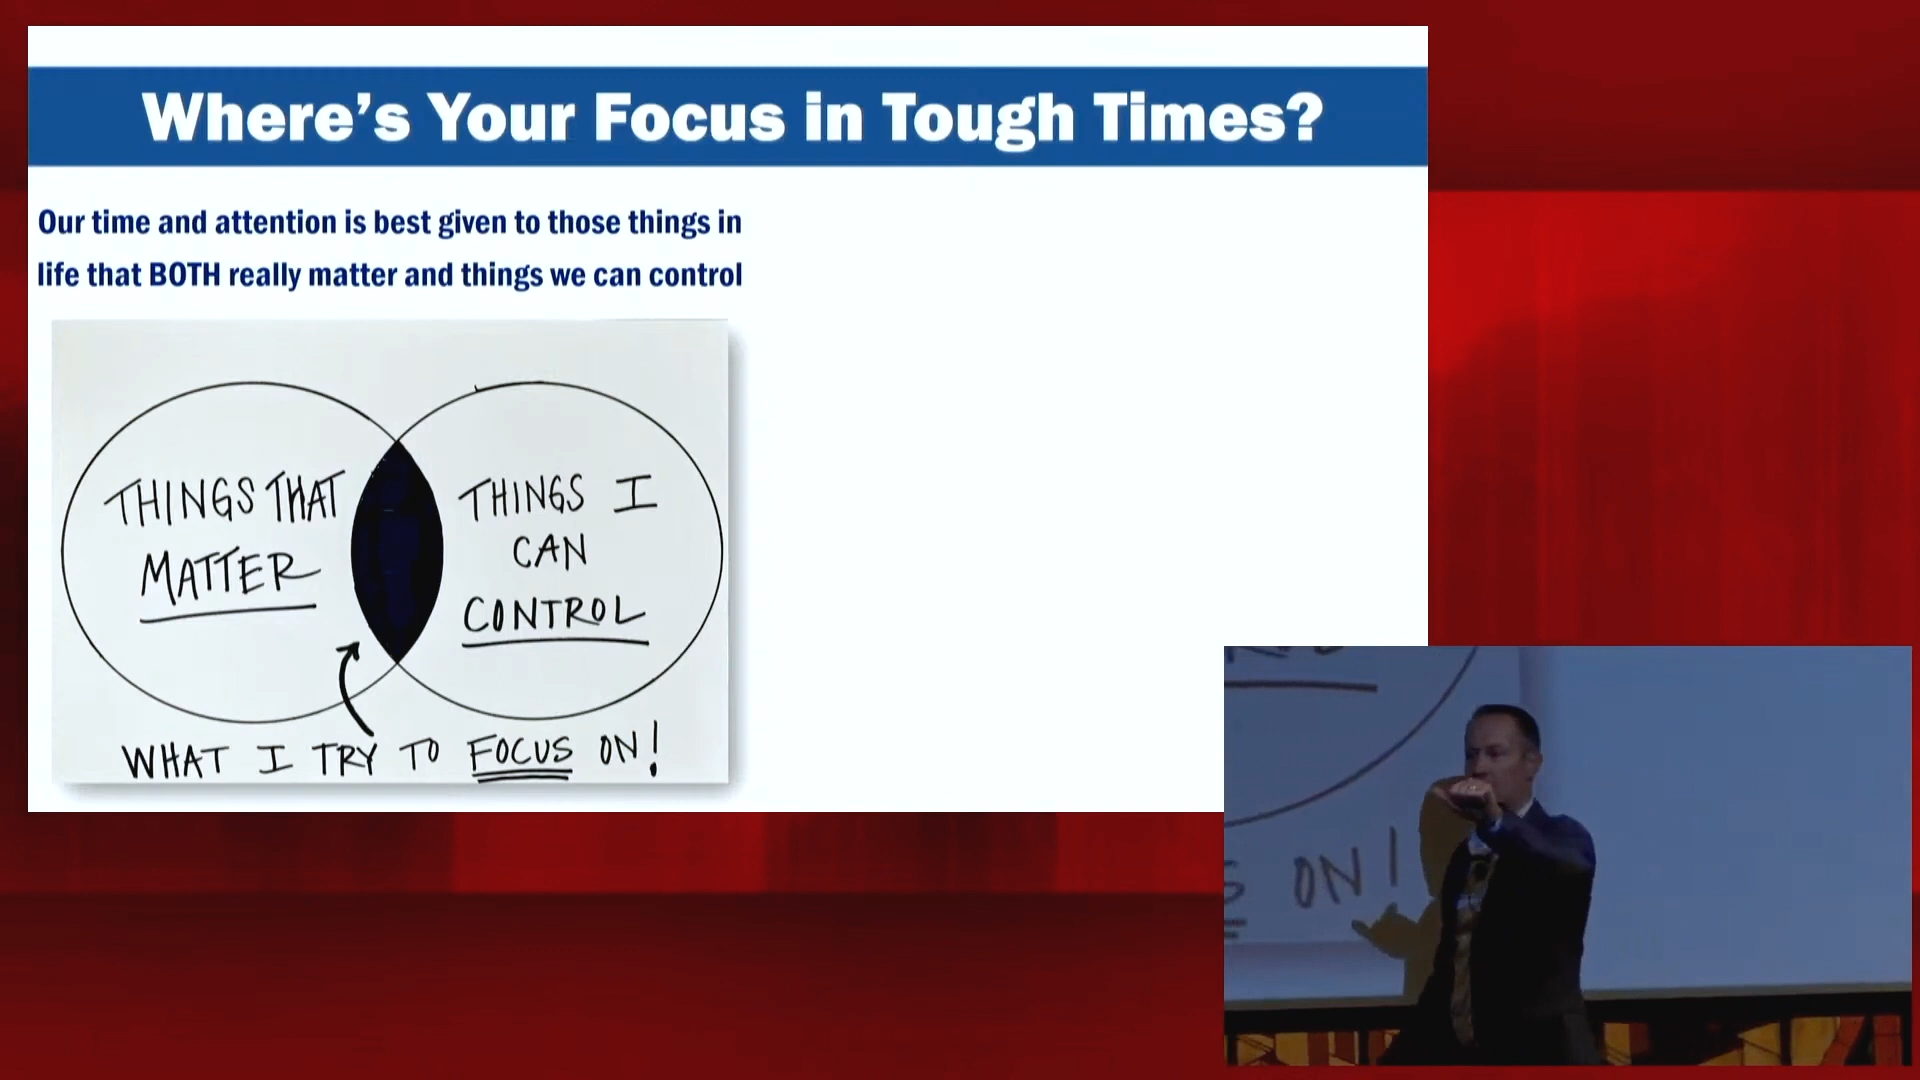 Where's Your Focus in Tough Times?
Our time and attention is best given to those things in
life that BOTH really matter and things we can control
THINGS THAT
MATTER
THINGS I
CAN
CONTROL
WHAT I TRY TO FOCUS ON!
S ON!